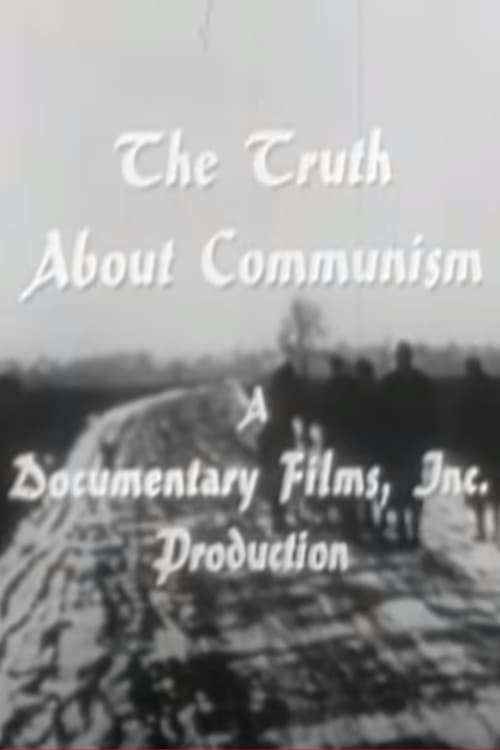 The Truth
About Communism
A
Documentary Films, Inc.
Production